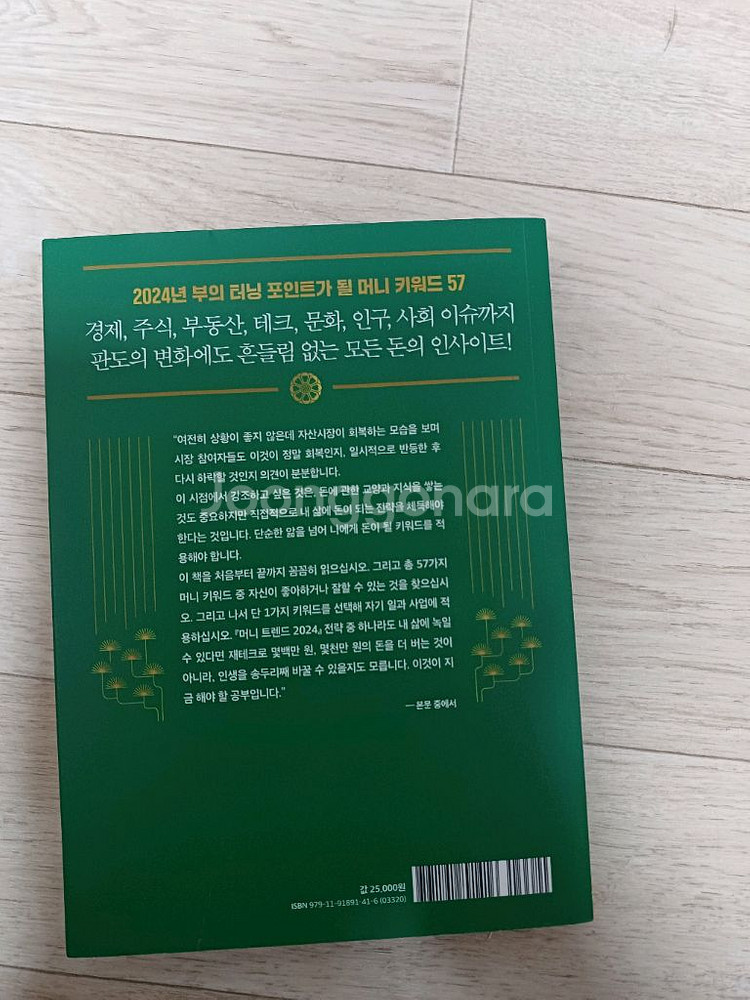 2024년 부의 터닝 포인트가 될 머니 키워드 57
경제, 주식, 부동산, 테크, 문화, 인구, 사회 이슈까지
판도의 변화에도 흔들림 없는 모든 돈의 인사이트!
“여전히 상황이 좋지 않은데 자산시장이 회복하는 모습을 보며
시장 참여자들도 이것이 정말 회복인지, 일시적으로 반등한 후
다시 하락할 것인지 의견이 분분합니다.
이 시점에서 강조하고 싶은 것은, 돈에 관한 교양과 지식을 쌓는
것도 중요하지만 직접적으로 내 삶에 돈이 되는 전략을 체득해야
한다는 것입니다. 단순한 앎을 넘어 나에게 돈이 될 키워드를 적
용해야 합니다.
이 책을 처음부터 끝까지 꼼꼼히 읽으십시오. 그리고 총 57가지
머니 키워드 중 자신이 좋아하거나 잘할 수 있는 것을 찾으십시
오. 그리고 나서 단 1가지 키워드를 선택해 자기 일과 사업에 적
용하십시오. 『머니 트렌드 2024』 전략 중 하나라도 내 삶에 녹일
수 있다면 재테크로 몇백만 원, 몇천만 원의 돈을 더 버는 것이
아니라, 인생을 송두리째 바꿀 수 있을지도 모릅니다. 이것이 지
금 해야 할 공부입니다.”
— 본문 중에서
Joonggonara
값 25,000원
ISBN 979-11-91891-41-6 (03320)